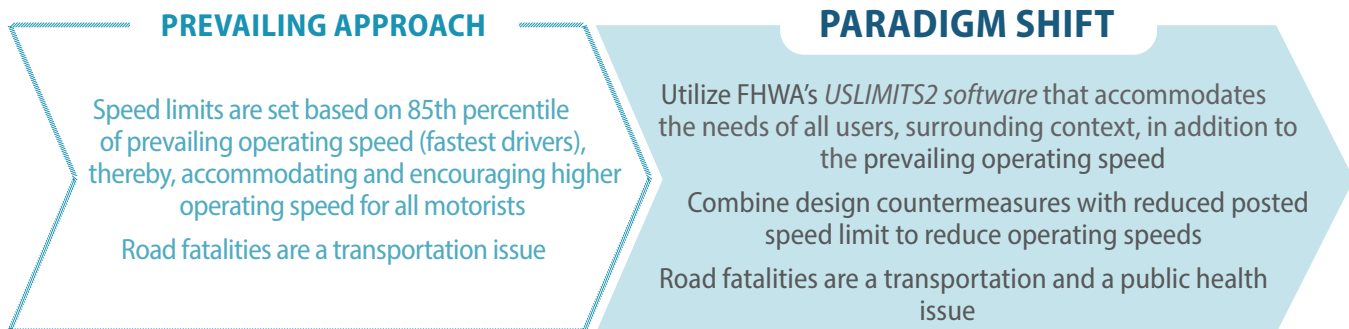 PREVAILING APPROACH
Speed limits are set based on 85th percentile
of prevailing operating speed (fastest drivers),
thereby, accommodating and encouraging higher
operating speed for all motorists
Road fatalities are a transportation issue
PARADIGM SHIFT
Utilize FHWA's USLIMITS2 software that accommodates
the needs of all users, surrounding context, in addition to
the prevailing operating speed
Combine design countermeasures with reduced posted
speed limit to reduce operating speeds
Road fatalities are a transportation and a public health
issue